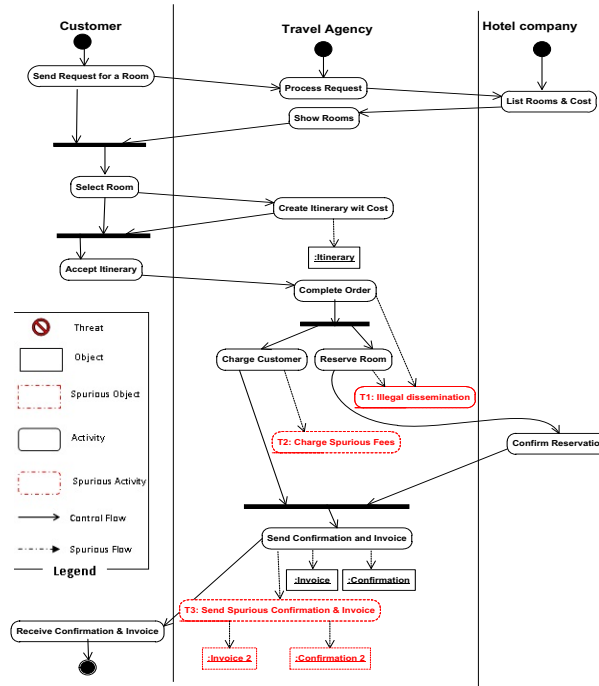 Customer
Travel Agency
Hotel company
Send Request for a Room
Process Request
List Rooms & Cost
Show Rooms
Select Room
Create Itinerary wit Cost
:Itinerary
Accept Itinerary
Complete Order
Charge Customer
Reserve Room
T1: Illegal dissemination
T2: Charge Spurious Fees
Confirm Reservation
Send Confirmation and Invoice
:Invoice
:Confirmation
T3: Send Spurious Confirmation & Invoice
Receive Confirmation & Invoice
:Invoice 2
:Confirmation 2
Threat
Object
Spurious Object
Activity
Spurious Activity
Control Flow
Spurious Flow
Legend